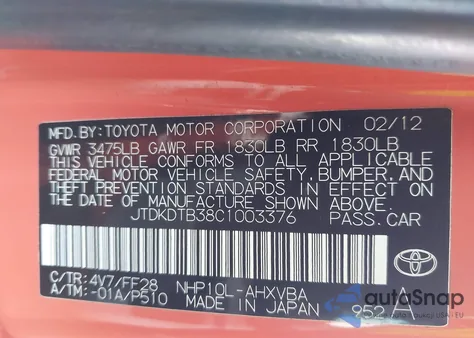 MFD.BY: TOYOTA MOTOR CORPORATION 02/12
GVWR 3475LB GAWR FR 1830LB RR 1830LB
THIS VEHICLE CONFORMS TO ALL APPLICABLE
FEDERAL MOTOR VEHICLE SAFETY, BUMPER,
AND THEFT PREVENTION STANDARDS IN EFFECT
ON THE DATE OF MANUFACTURE SHOWN ABOVE.
JTDKDTB38C1003376 PASS.CAR
C/TR: 4V7/FF28 NHP10L-AHXVBA
A/TM: -01A/P510 MADE IN JAPAN 952
autoSnap
USA - EU